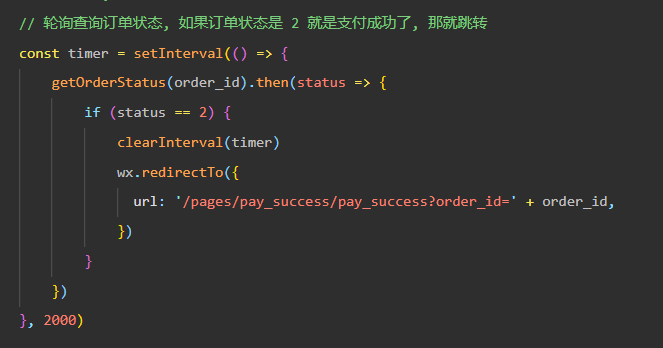 // 轮询查询订单状态, 如果订单状态是 2 就是支付成功了, 那就跳转
const timer = setInterval(() => {
    getOrderStatus(order_id).then(status => {
        if (status == 2) {
            clearInterval(timer)
            wx.redirectTo({
              url: '/pages/pay_success/pay_success?order_id=' + order_id,
            })
        }
    })
}, 2000)